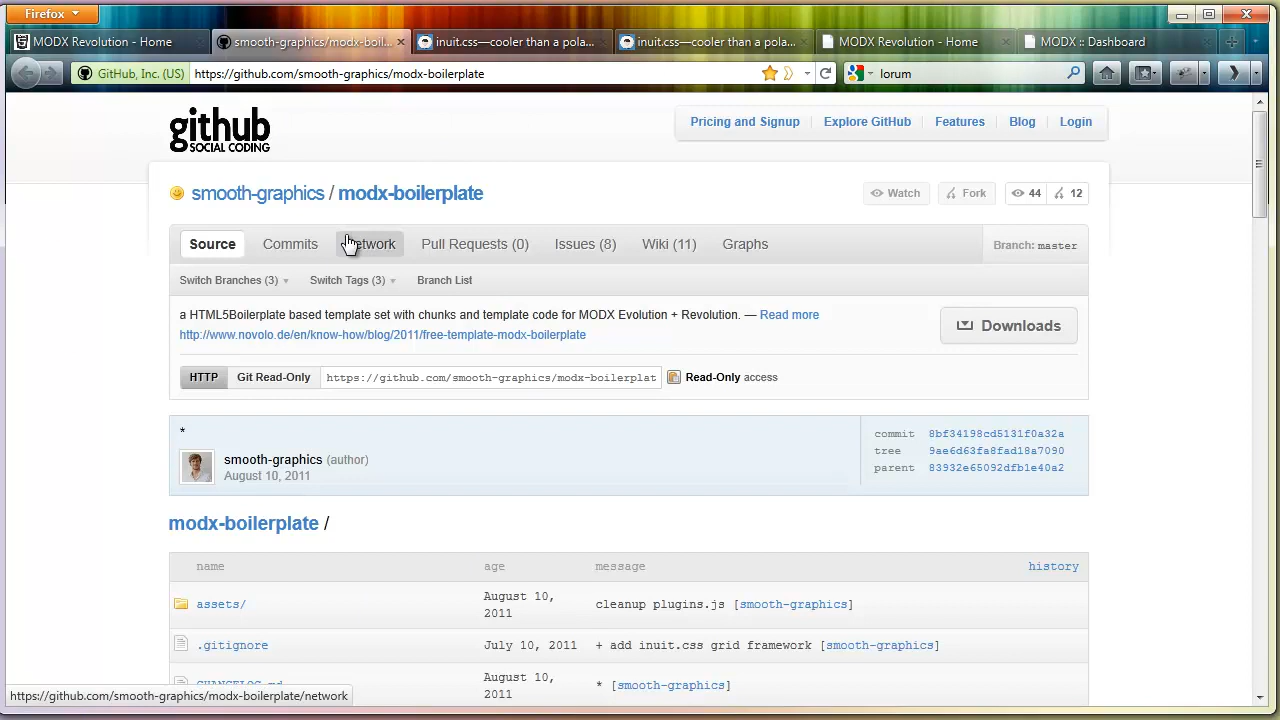 Firefox
MODX Revolution - Home
smooth-graphics/modx-boil...
inuit.css—cooler than a pola...
inuit.css—cooler than a pola...
MODX Revolution - Home
MODX :: Dashboard
GitHub, Inc. (US)
https://github.com/smooth-graphics/modx-boilerplate
lorum
github
SOCIAL CODING
Pricing and Signup
Explore GitHub
Features
Blog
Login
smooth-graphics / modx-boilerplate
Watch
Fork
44
12
Source
Commits
Network
Pull Requests (0)
Issues (8)
Wiki (11)
Graphs
Branch: master
Switch Branches (3)
Switch Tags (3)
Branch List
a HTML5Boilerplate based template set with chunks and template code for MODX Evolution + Revolution. — Read more
http://www.novolo.de/en/know-how/blog/2011/free-template-modx-boilerplate
Downloads
HTTP
Git Read-Only
https://github.com/smooth-graphics/modx-boilerplat
Read-Only access
*
smooth-graphics (author)
August 10, 2011
commit 8bf34198cd5131f0a32a
tree 9ae6d63fa8fad18a7090
parent 83932e65092dfb1e40a2
modx-boilerplate /
name
age
message
history
assets/
August 10, 2011
cleanup plugins.js [smooth-graphics]
.gitignore
July 10, 2011
+ add inuit.css grid framework [smooth-graphics]
CHANGELOG.md
August 10, 2011
* [smooth-graphics]
https://github.com/smooth-graphics/modx-boilerplate/network